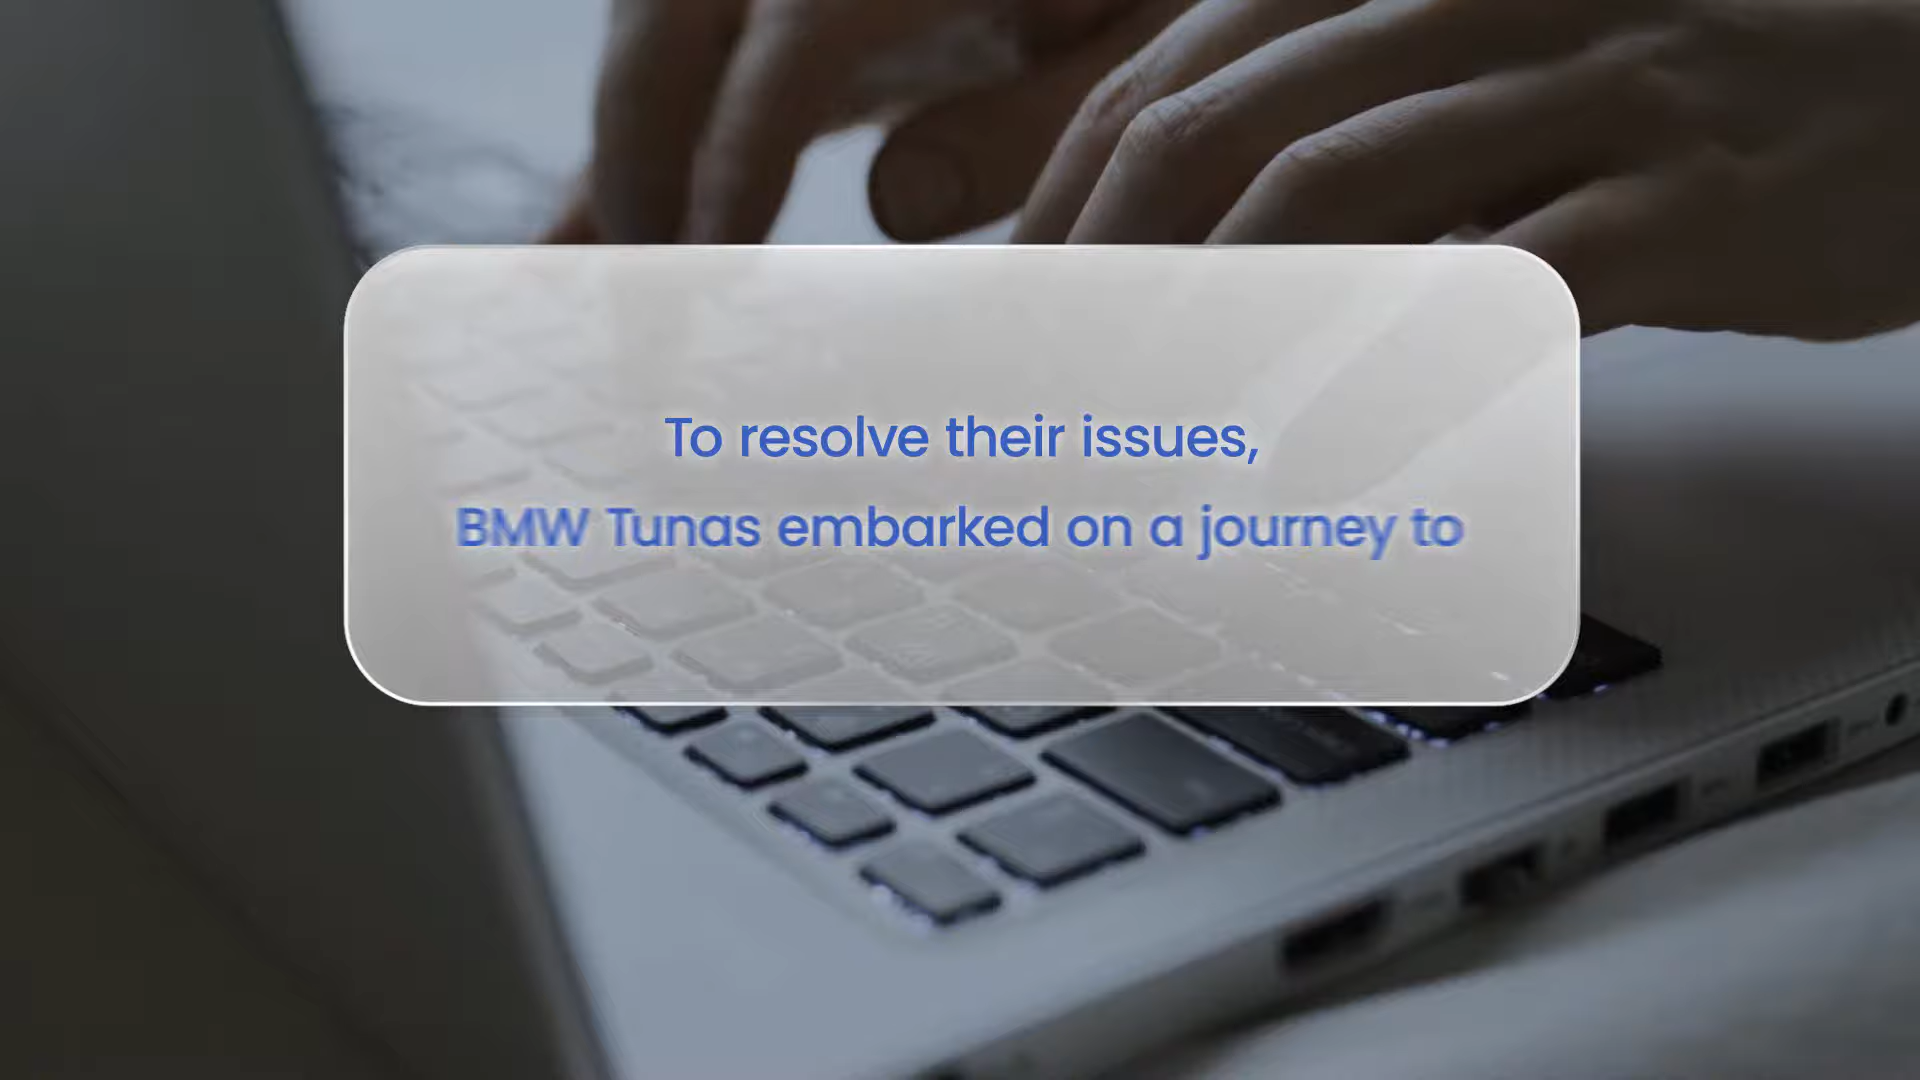 To resolve their issues,
BMW Tunas embarked on a journey to